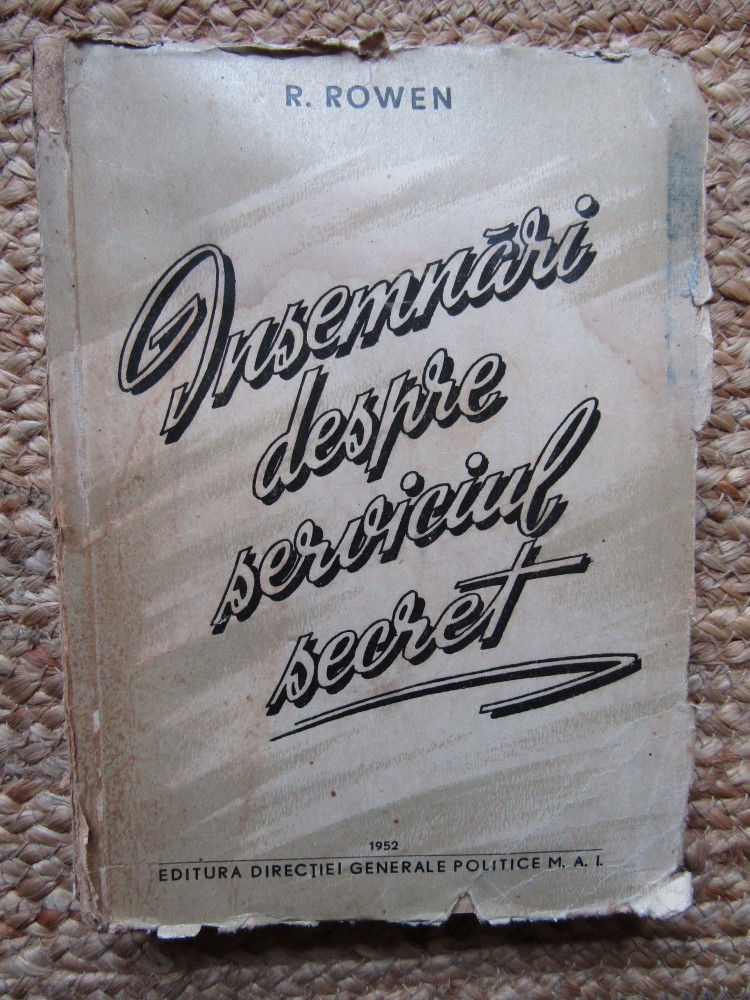 R. ROWEN
Însemnări
despre
serviciul
secret
1952
EDITURA DIRECȚIEI GENERALE POLITICE M. A. I.